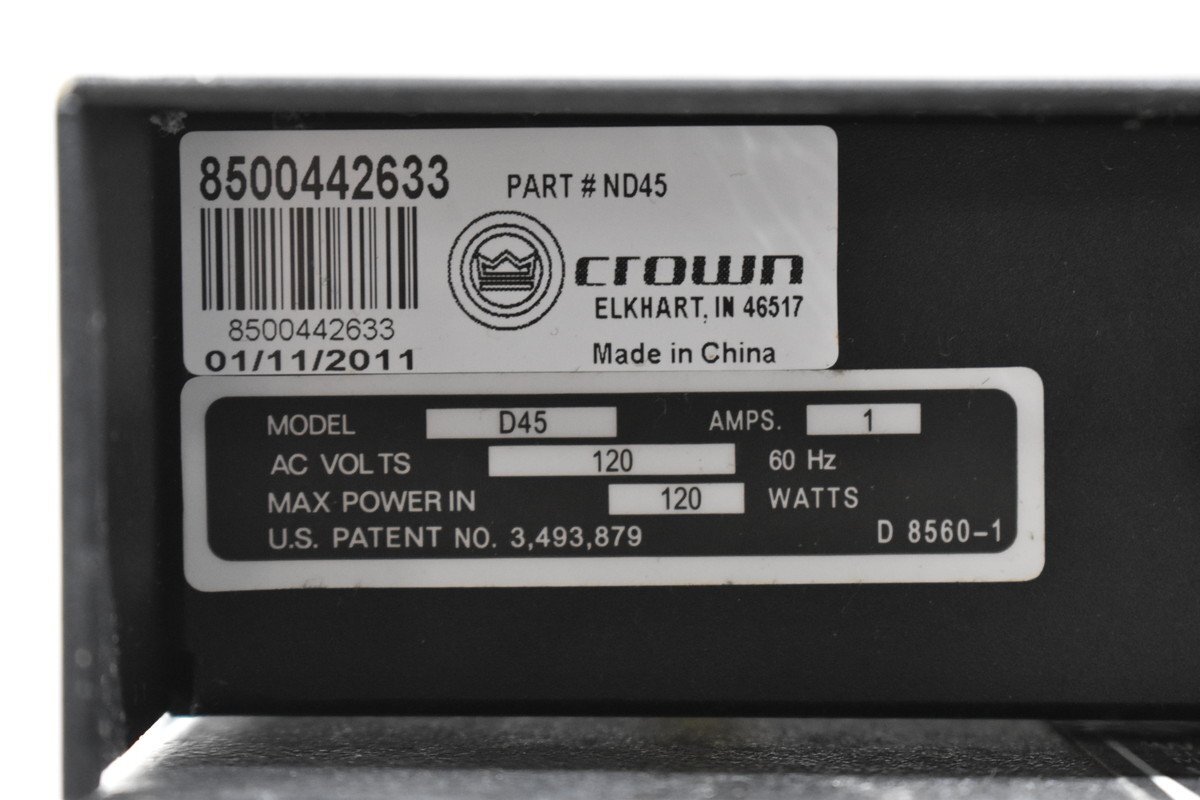 8500442633
PART # ND45
crown
ELKHART, IN 46517
8500442633
01/11/2011
Made in China
MODEL D45 AMPS. 1
AC VOLTS 120 60 Hz
MAX POWER IN 120 WATTS
U.S. PATENT NO. 3,493,879 D 8560-1